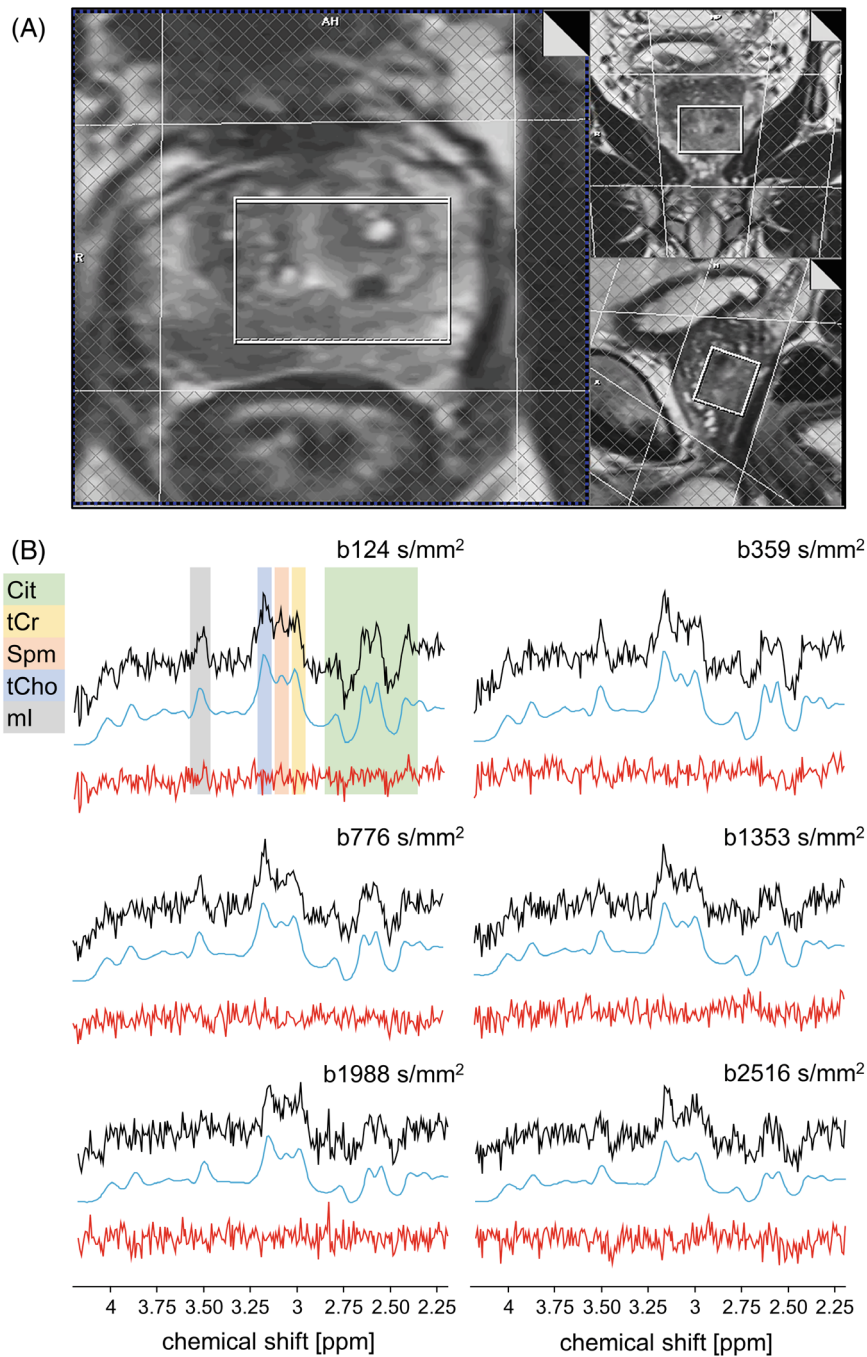 (A)
AH
R
R
H
A
(B)
b124 s/mm²
b359 s/mm²
Cit
tCr
Spm
tCho
mI
b776 s/mm²
b1353 s/mm²
b1988 s/mm²
b2516 s/mm²
4 3.75 3.50 3.25 3 2.75 2.50 2.25
4 3.75 3.50 3.25 3 2.75 2.50 2.25
chemical shift [ppm]
chemical shift [ppm]